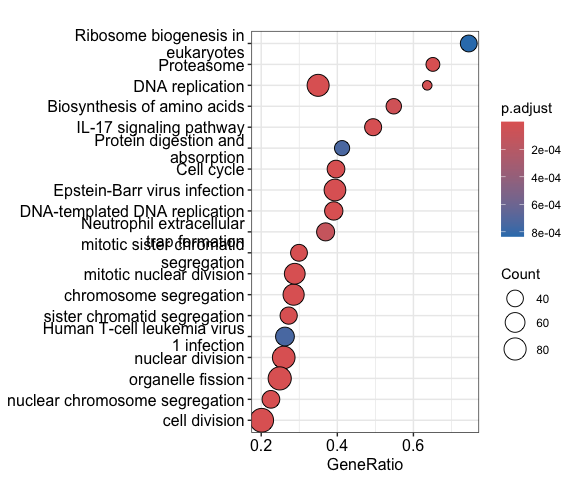 Ribosome biogenesis in
eukaryotes
Proteasome
DNA replication
Biosynthesis of amino acids
IL-17 signaling pathway
Protein digestion and
absorption
Cell cycle
Epstein-Barr virus infection
DNA-templated DNA replication
Neutrophil extracellular
trap formation
mitotic sister chromatid
segregation
mitotic nuclear division
chromosome segregation
sister chromatid segregation
Human T-cell leukemia virus
1 infection
nuclear division
organelle fission
nuclear chromosome segregation
cell division
0.2 0.4 0.6
GeneRatio
p.adjust
2e-04
4e-04
6e-04
8e-04
Count
40
60
80